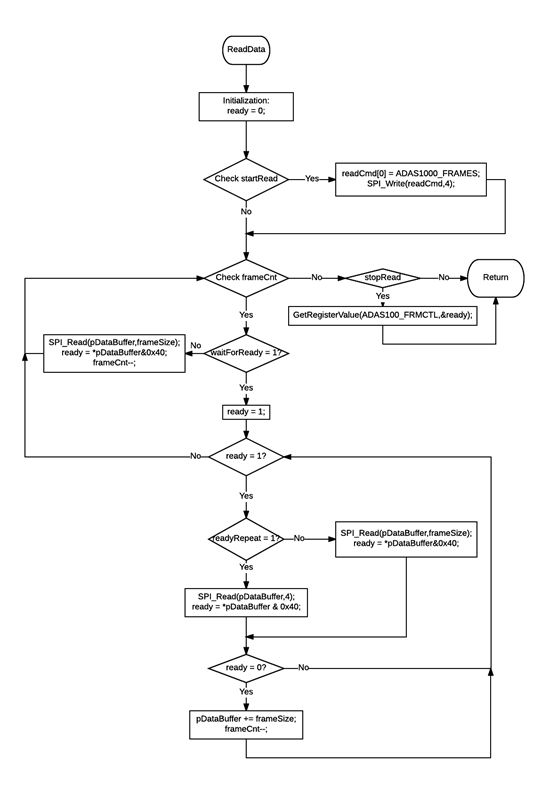 ReadData
Initialization:
ready = 0;
Check startRead
Yes
readCmd[0] = ADAS1000_FRAMES;
SPI_Write(readCmd,4);
No
Check frameCnt
No
stopRead
No
Return
Yes
GetRegisterValue(ADAS100_FRMCTL,&ready);
Yes
SPI_Read(pDataBuffer,frameSize);
ready = *pDataBuffer&0x40;
frameCnt--;
No
waitForReady = 1?
Yes
ready = 1;
No
ready = 1?
Yes
readyRepeat = 1?
No
SPI_Read(pDataBuffer,frameSize);
ready = *pDataBuffer&0x40;
Yes
SPI_Read(pDataBuffer,4);
ready = *pDataBuffer & 0x40;
ready = 0?
No
Yes
pDataBuffer += frameSize;
frameCnt--;